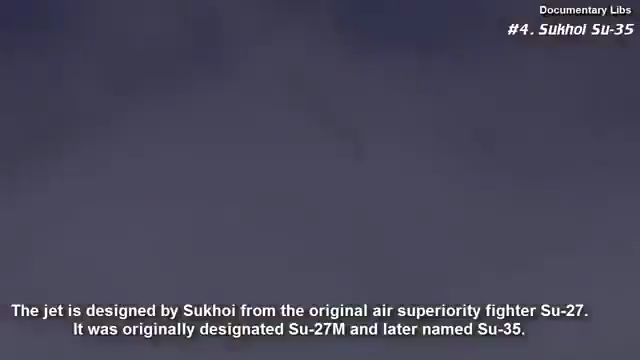 Documentary Libs
#4. Sukhoi Su-35
The jet is designed by Sukhoi from the original air superiority fighter Su-27.
It was originally designated Su-27M and later named Su-35.